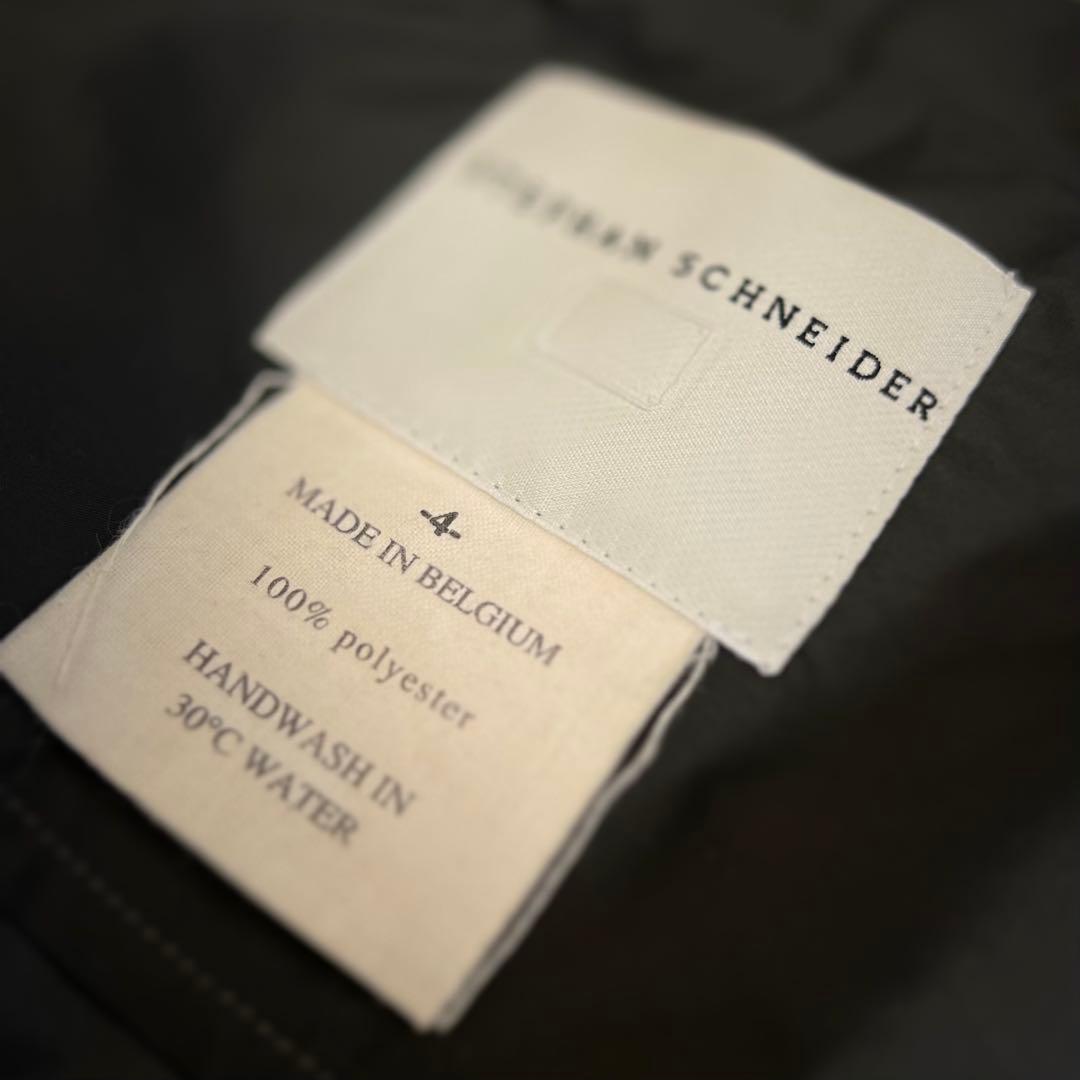 SCHNEIDER
-4-
MADE IN BELGIUM
100% polyester
HANDWASH IN
30°C WATER